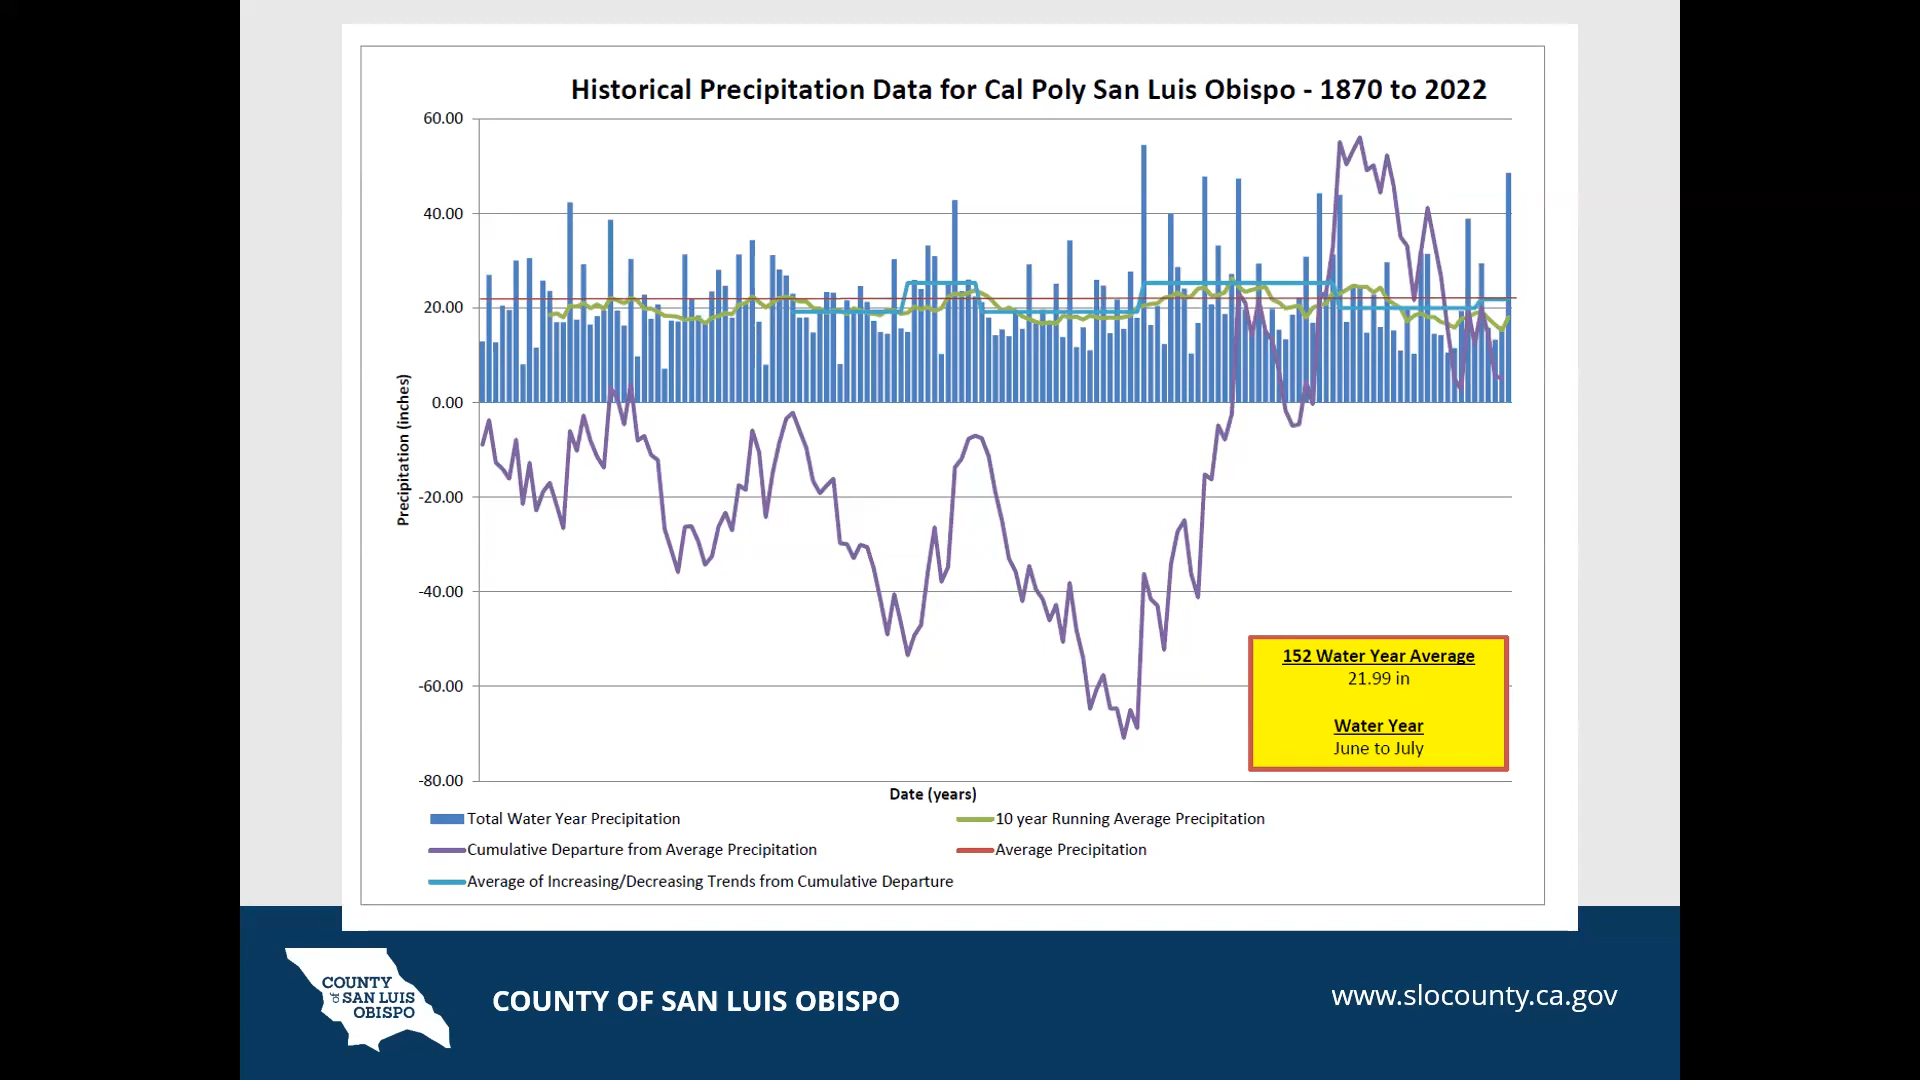 Historical Precipitation Data for Cal Poly San Luis Obispo - 1870 to 2022
60.00
40.00
20.00
0.00
-20.00
-40.00
-60.00
-80.00
Precipitation (inches)
152 Water Year Average
21.99 in
Water Year
June to July
Date (years)
Total Water Year Precipitation
10 year Running Average Precipitation
Cumulative Departure from Average Precipitation
Average Precipitation
Average of Increasing/Decreasing Trends from Cumulative Departure
COUNTY
OF SAN LUIS
OBISPO
COUNTY OF SAN LUIS OBISPO
www.slocounty.ca.gov